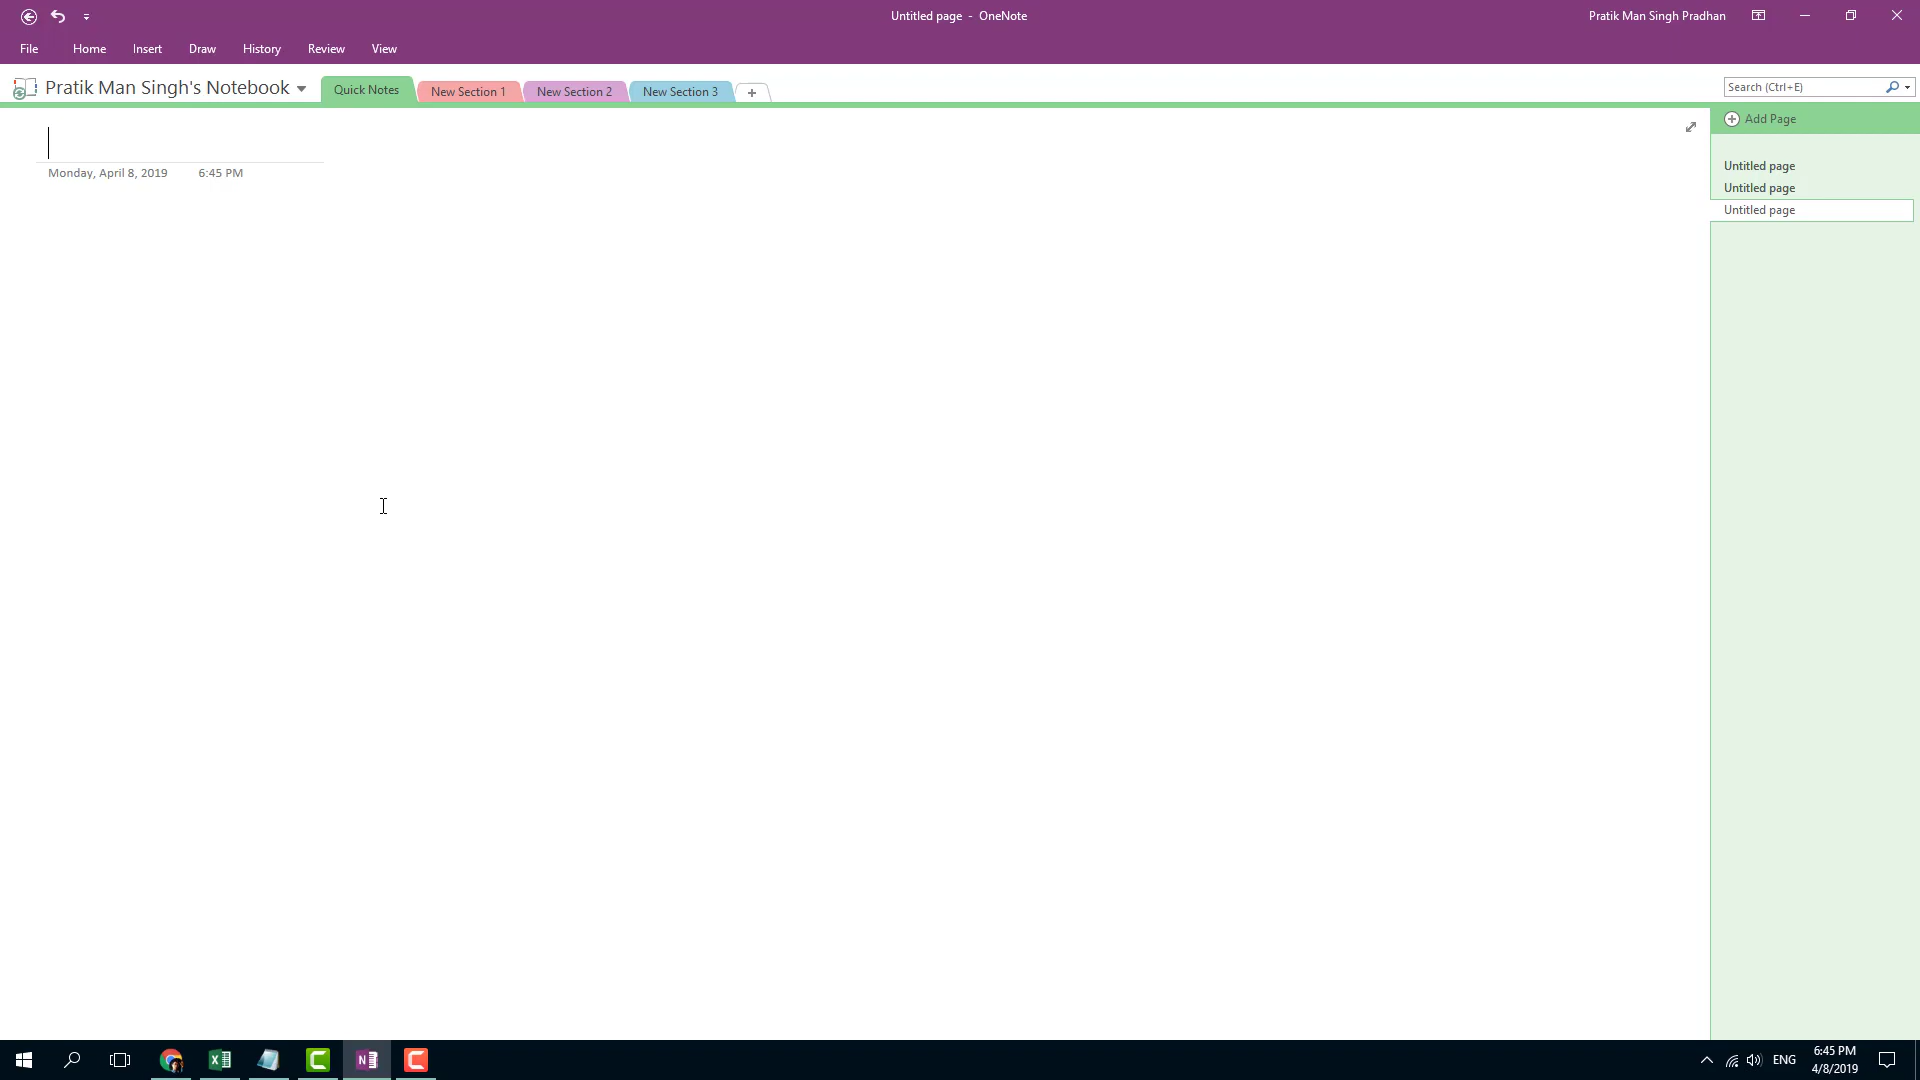 Untitled page - OneNote
Pratik Man Singh Pradhan
File Home Insert Draw History Review View
Pratik Man Singh's Notebook
Quick Notes
New Section 1
New Section 2
New Section 3
Search (Ctrl+E)
Add Page
Monday, April 8, 2019 6:45 PM
Untitled page
Untitled page
Untitled page
ENG
6:45 PM
4/8/2019